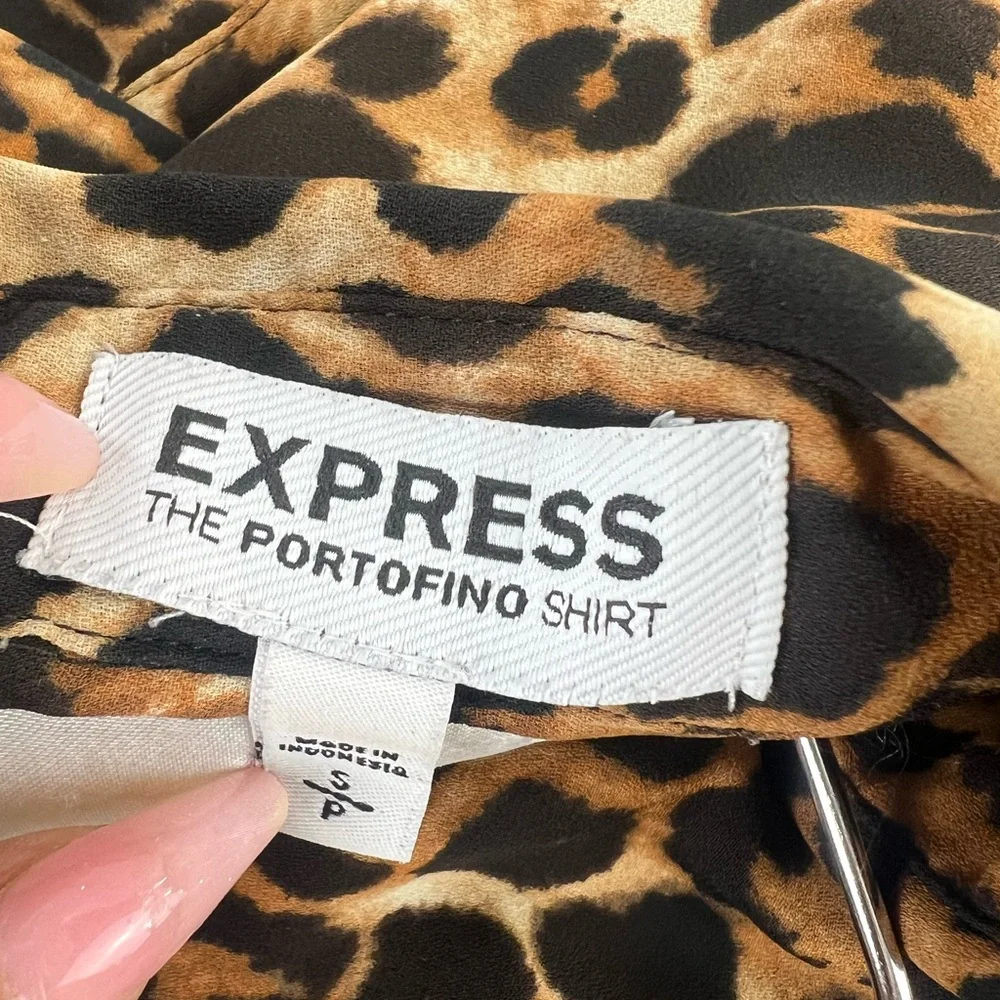 EXPRESS
THE PORTOFINO SHIRT
MADE IN
INDONESIA
S/P